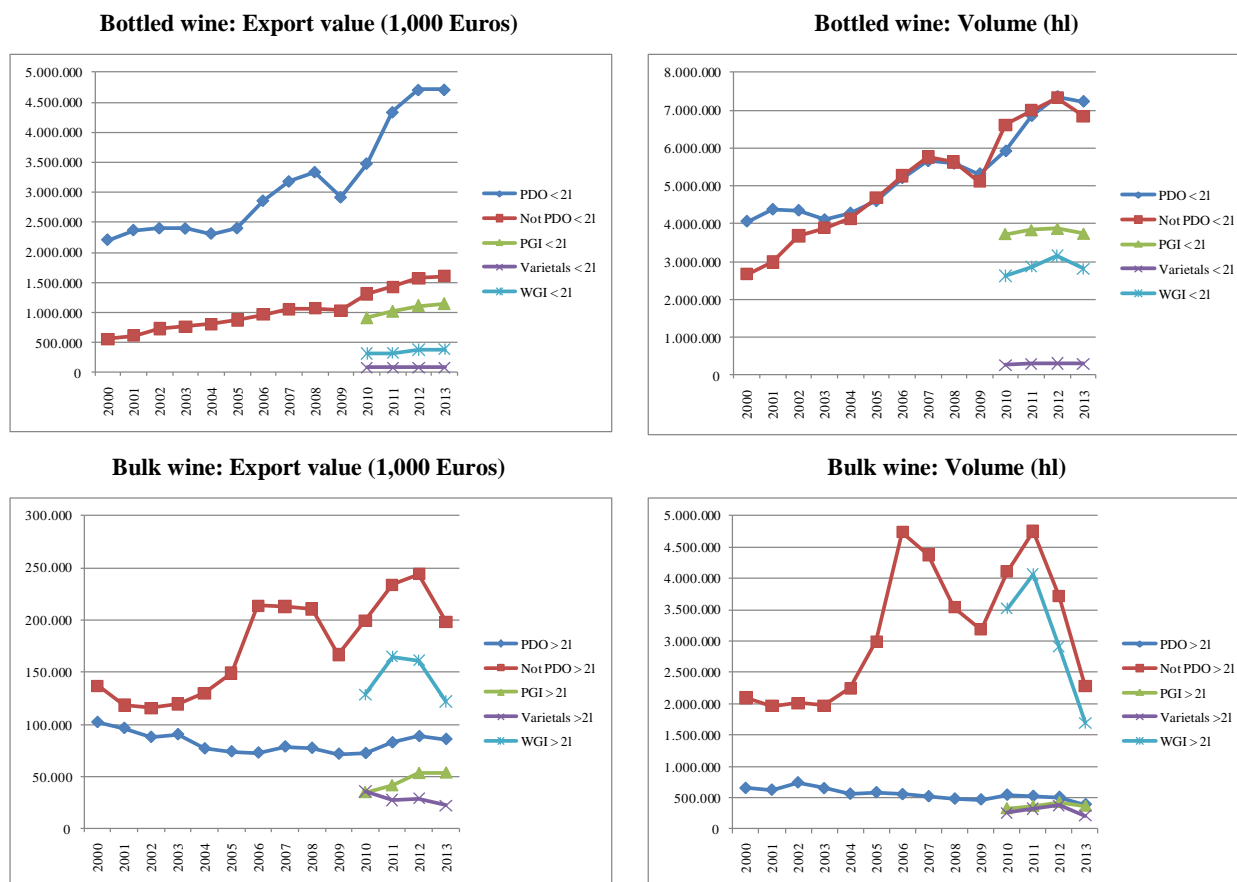 Bottled wine: Export value (1,000 Euros)
5.000.000
4.500.000
4.000.000
3.500.000
3.000.000
2.500.000
2.000.000
1.500.000
1.000.000
500.000
0
2000 2001 2002 2003 2004 2005 2006 2007 2008 2009 2010 2011 2012 2013
PDO < 2l
Not PDO < 2l
PGI < 2l
Varietals < 2l
WGI < 2l
Bottled wine: Volume (hl)
8.000.000
7.000.000
6.000.000
5.000.000
4.000.000
3.000.000
2.000.000
1.000.000
0
2000 2001 2002 2003 2004 2005 2006 2007 2008 2009 2010 2011 2012 2013
PDO < 2l
Not PDO < 2l
PGI < 2l
Varietals < 2l
WGI < 2l
Bulk wine: Export value (1,000 Euros)
300.000
250.000
200.000
150.000
100.000
50.000
0
2000 2001 2002 2003 2004 2005 2006 2007 2008 2009 2010 2011 2012 2013
PDO > 2l
Not PDO > 2l
PGI > 2l
Varietals >2l
WGI > 2l
Bulk wine: Volume (hl)
5.000.000
4.500.000
4.000.000
3.500.000
3.000.000
2.500.000
2.000.000
1.500.000
1.000.000
500.000
0
2000 2001 2002 2003 2004 2005 2006 2007 2008 2009 2010 2011 2012 2013
PDO > 2l
Not PDO > 2l
PGI > 2l
Varietals >2l
WGI > 2l